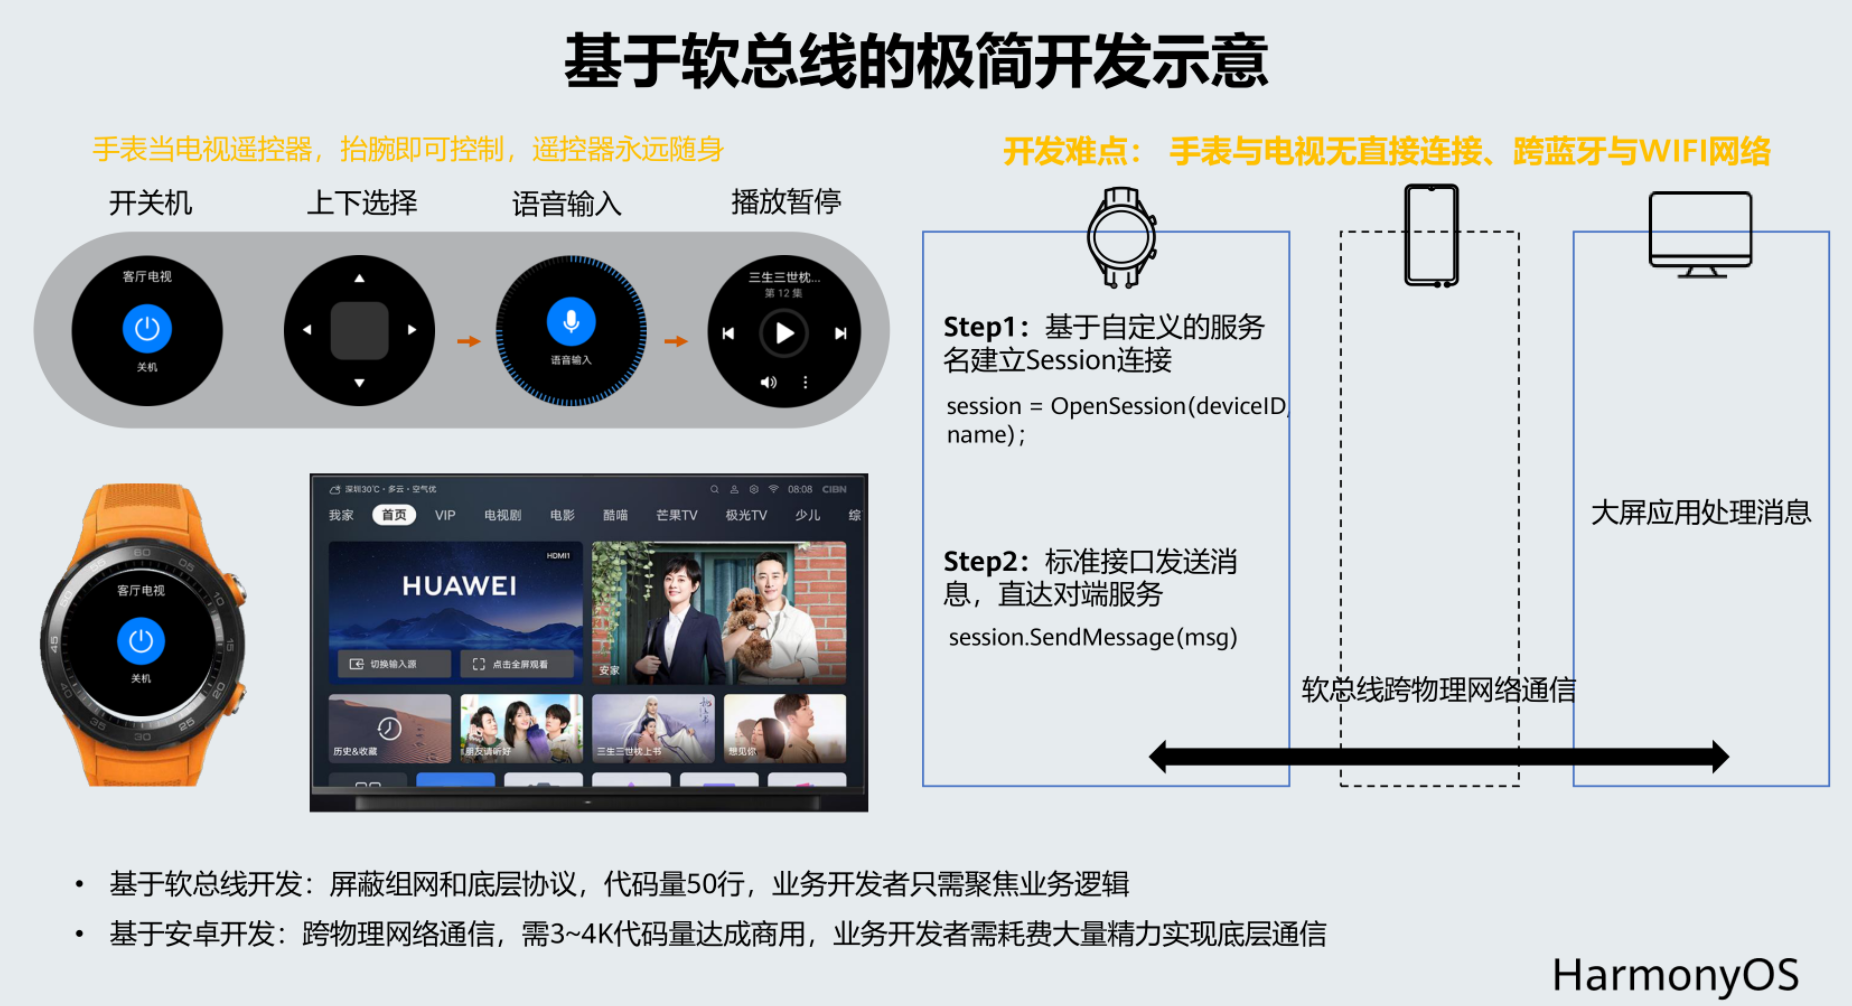 基于软总线的极简开发示意
手表当电视遥控器，抬腕即可控制，遥控器永远随身
开关机
上下选择
语音输入
播放暂停
客厅电视
关机
语音输入
三生三世枕...
第 12 集
客厅电视
关机
深圳30℃·多云·空气优
08:08 CIBN
我家 首页 VIP 电视剧 电影 酷喵 芒果TV 极光TV 少儿 综
HDMI1
HUAWEI
切换输入源
点击全屏观看
安家
历史&收藏
朋友请听好
三生三世枕上书
想见你
开发难点： 手表与电视无直接连接、跨蓝牙与WIFI网络
Step1：基于自定义的服务
名建立Session连接
session = OpenSession(deviceID,
name);
Step2：标准接口发送消
息，直达对端服务
session.SendMessage(msg)
大屏应用处理消息
软总线跨物理网络通信
• 基于软总线开发：屏蔽组网和底层协议，代码量50行，业务开发者只需聚焦业务逻辑
• 基于安卓开发：跨物理网络通信，需3~4K代码量达成商用，业务开发者需耗费大量精力实现底层通信
HarmonyOS